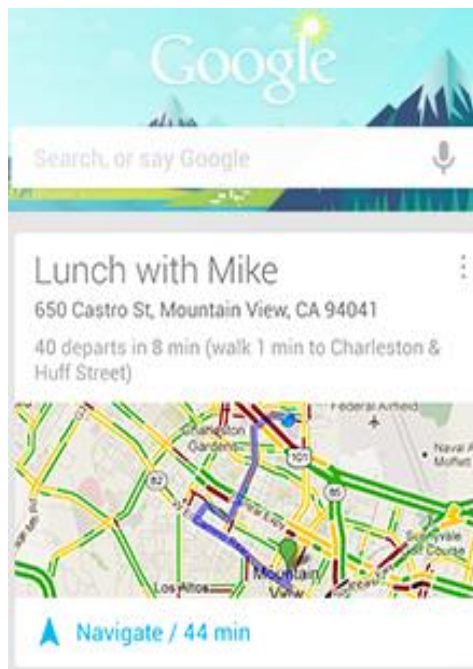 Google
Search, or say Google
Lunch with Mike
650 Castro St, Mountain View, CA 94041
40 departs in 8 min (walk 1 min to Charleston &
Huff Street)
Federal Airfield
Charleston
Gardens
101
Naval A
Moffet
82
85
Sunnyvale
Golf Course
Mountain
View
Los Altos
Navigate / 44 min